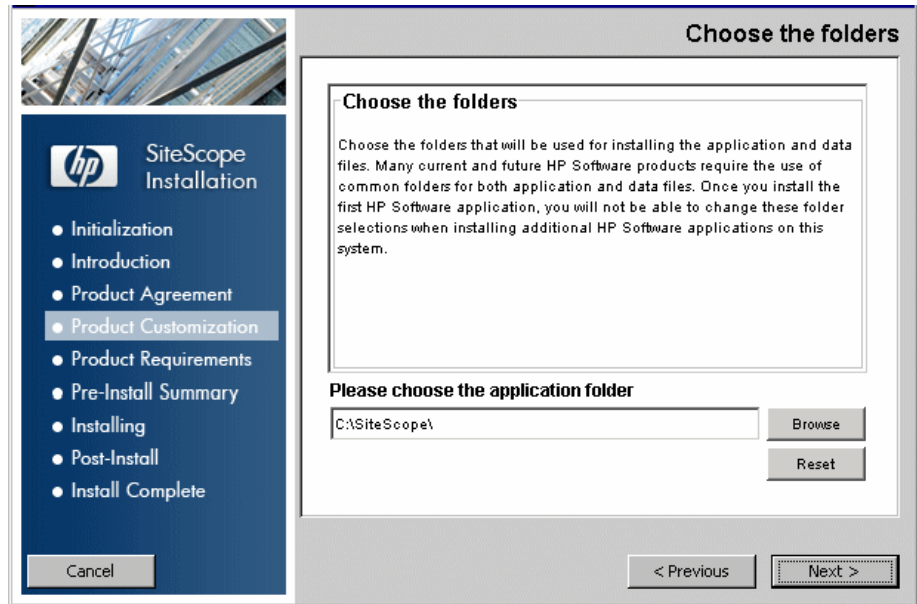 Choose the folders
hp
SiteScope
Installation
Initialization
Introduction
Product Agreement
Product Customization
Product Requirements
Pre-Install Summary
Installing
Post-Install
Install Complete
Cancel
Choose the folders
Choose the folders that will be used for installing the application and data
files. Many current and future HP Software products require the use of
common folders for both application and data files. Once you install the
first HP Software application, you will not be able to change these folder
selections when installing additional HP Software applications on this
system.
Please choose the application folder
C:\SiteScope\
Browse
Reset
< Previous
Next >